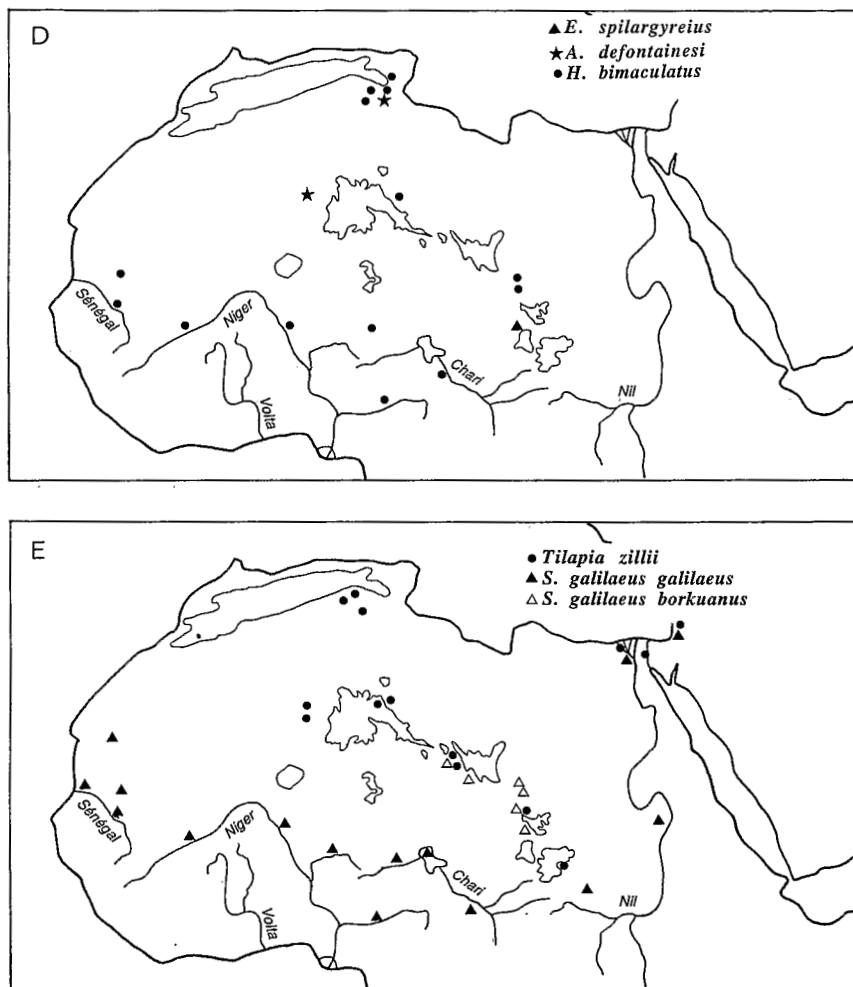 D
E. spilargyreius
A. defontainesi
H. bimaculatus
Sénégal
Niger
Volta
Chari
Nil
E
Tilapia zillii
S. galilaeus galilaeus
S. galilaeus borkuanus
Sénégal
Niger
Volta
Chari
Nil